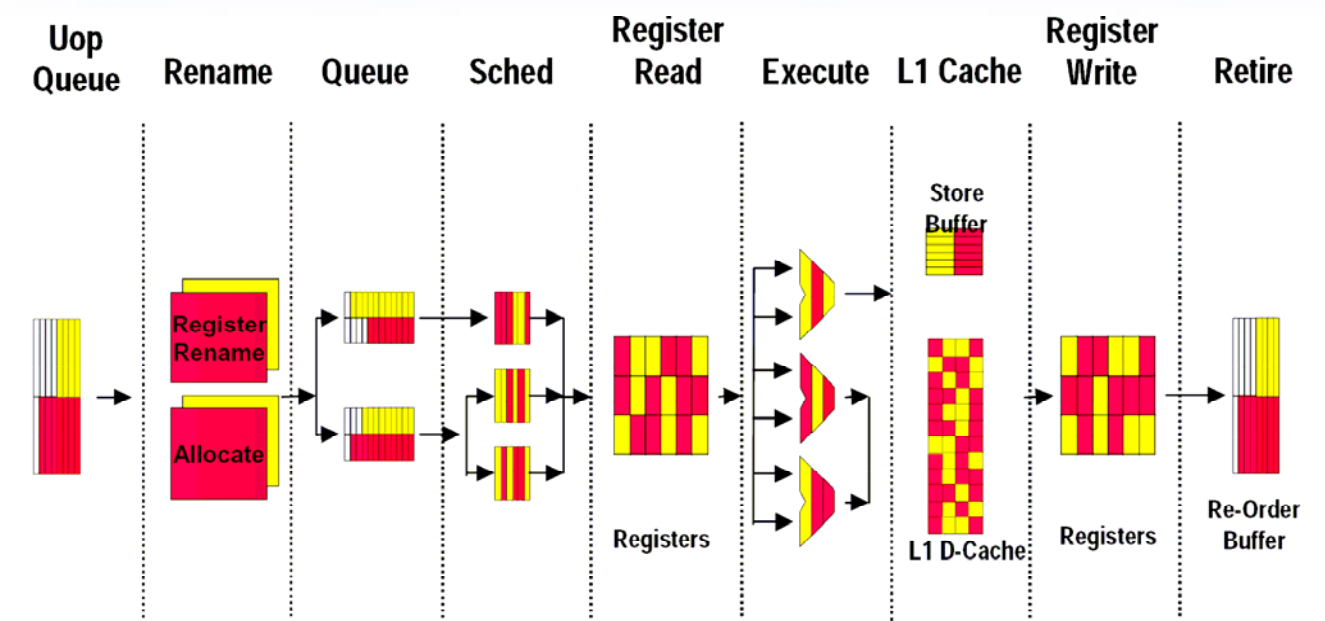 Uop
Queue
Rename
Queue
Sched
Register
Read
Execute
L1 Cache
Register
Write
Retire
Store
Buffer
Register
Rename
Allocate
Registers
L1 D-Cache
Registers
Re-Order
Buffer